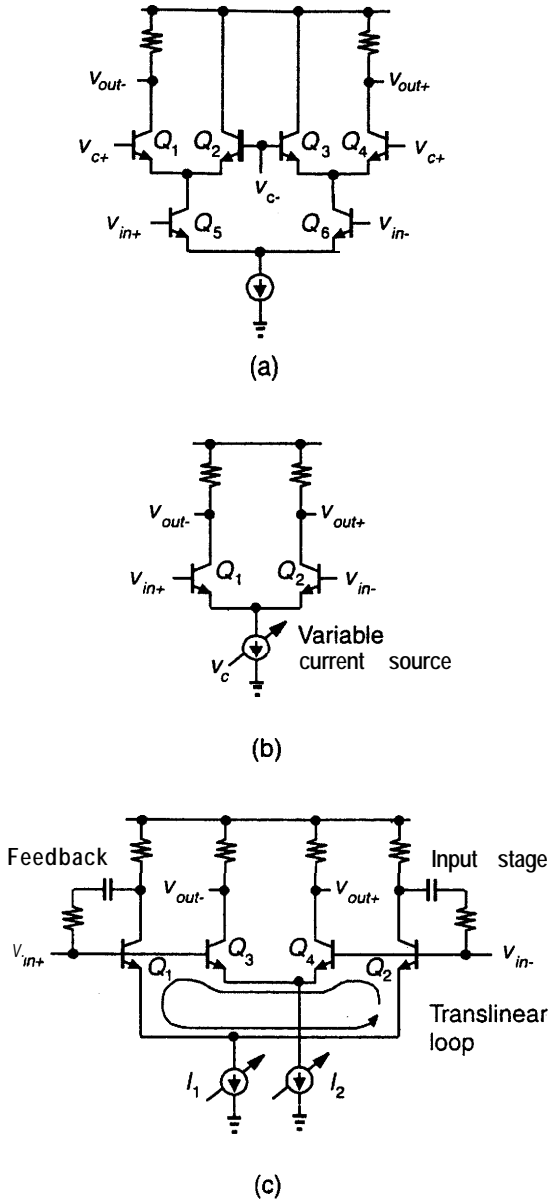 Vout- Vout+
Vc+ Q1 Q2 Q3 Q4 Vc+
Vc-
Vin+ Q5 Q6 Vin-
(a)
Vout- Vout+
Vin+ Q1 Q2 Vin-
Variable
Vc current source
(b)
Feedback Input stage
Vout- Vout+
V.in+ Q1 Q3 Q4 Q2 Vin-
Translinear
loop
I1 I2
(c)